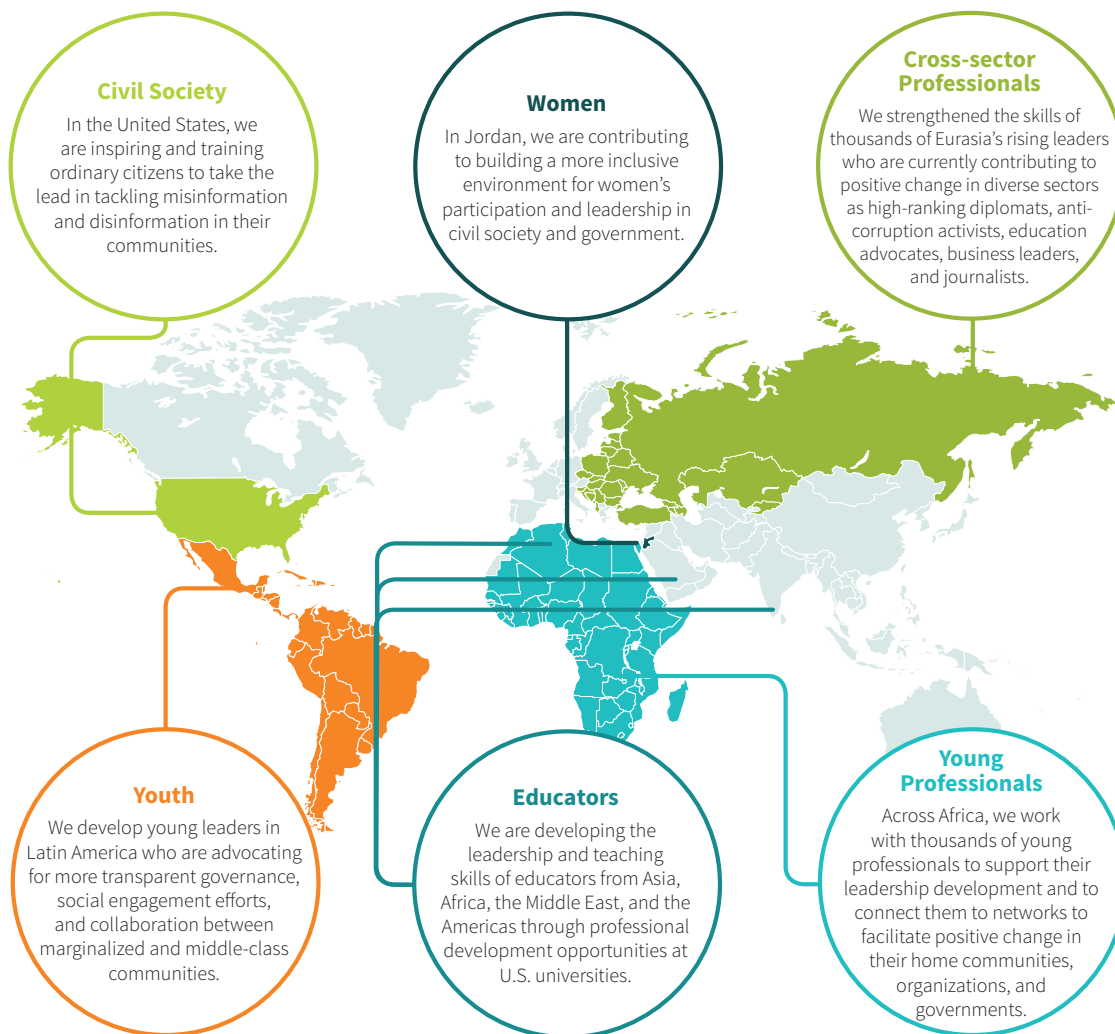 Civil Society
In the United States, we
are inspiring and training
ordinary citizens to take the
lead in tackling misinformation
and disinformation in their
communities.
Women
In Jordan, we are contributing
to building a more inclusive
environment for women's
participation and leadership in
civil society and government.
Cross-sector
Professionals
We strengthened the skills of
thousands of Eurasia's rising leaders
who are currently contributing to
positive change in diverse sectors
as high-ranking diplomats, anti-
corruption activists, education
advocates, business leaders,
and journalists.
Youth
We develop young leaders in
Latin America who are advocating
for more transparent governance,
social engagement efforts,
and collaboration between
marginalized and middle-class
communities.
Educators
We are developing the
leadership and teaching
skills of educators from Asia,
Africa, the Middle East, and the
Americas through professional
development opportunities at
U.S. universities.
Young
Professionals
Across Africa, we work
with thousands of young
professionals to support their
leadership development and to
connect them to networks to
facilitate positive change in
their home communities,
organizations, and
governments.